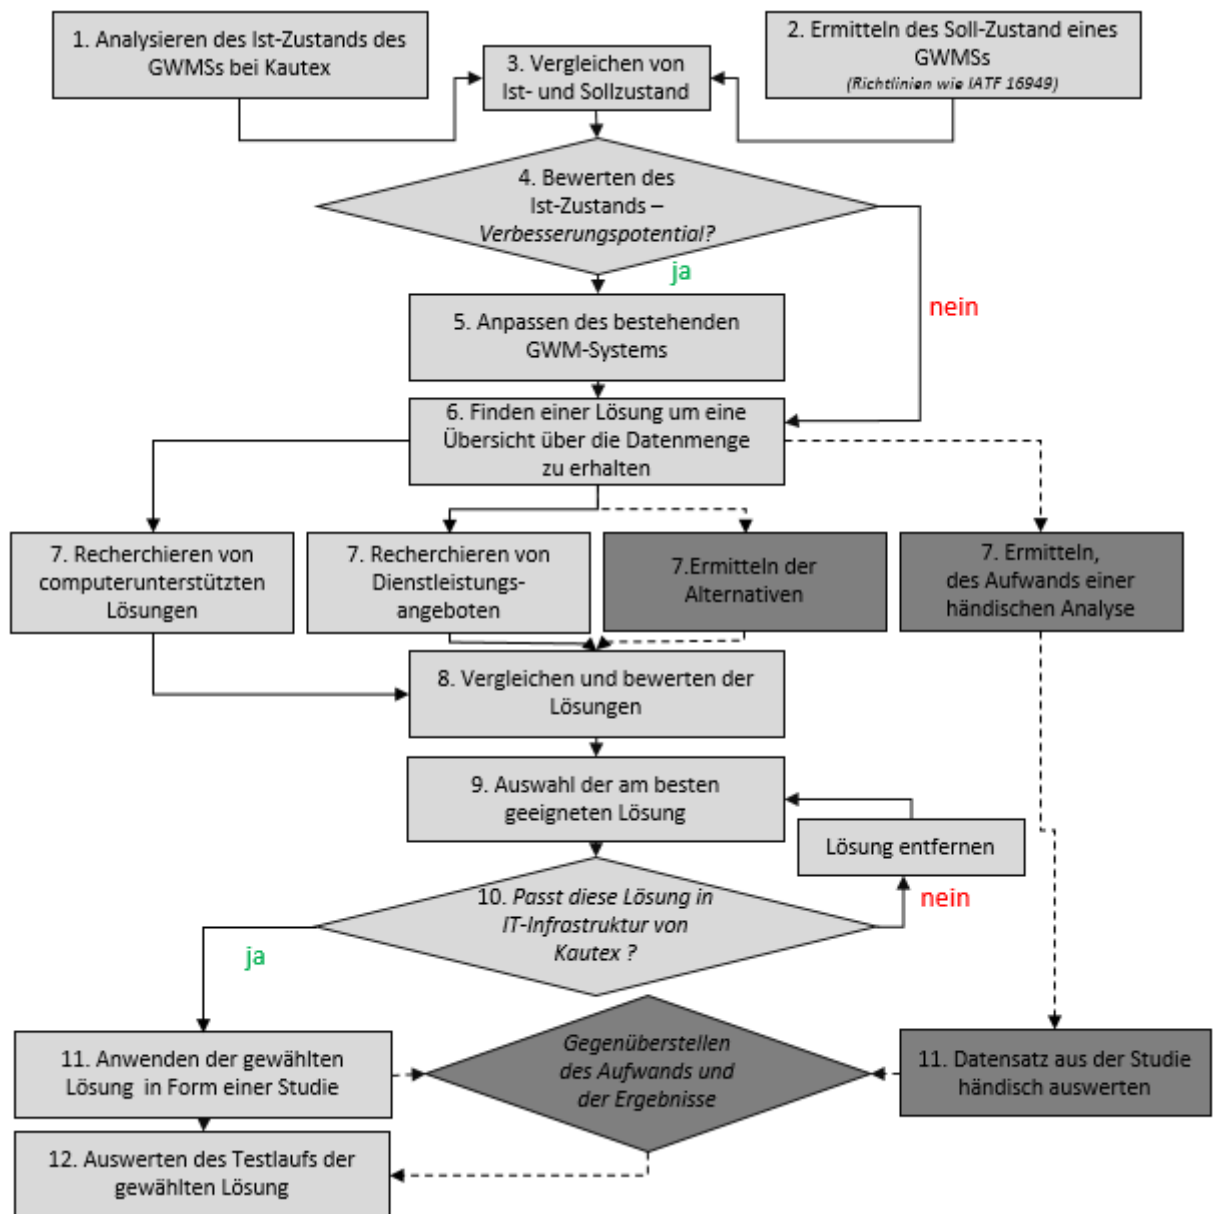 1. Analysieren des Ist-Zustands des
GWMSs bei Kautex
2. Ermitteln des Soll-Zustand eines
GWMSs
(Richtlinien wie IATF 16949)
3. Vergleichen von
Ist- und Sollzustand
4. Bewerten des
Ist-Zustands –
Verbesserungspotential?
ja
nein
5. Anpassen des bestehenden
GWM-Systems
6. Finden einer Lösung um eine
Übersicht über die Datenmenge
zu erhalten
7. Recherchieren von
computerunterstützten
Lösungen
7. Recherchieren von
Dienstleistungs-
angeboten
7.Ermitteln der
Alternativen
7. Ermitteln,
des Aufwands einer
händischen Analyse
8. Vergleichen und bewerten der
Lösungen
9. Auswahl der am besten
geeigneten Lösung
Lösung entfernen
10. Passt diese Lösung in
IT-Infrastruktur von
Kautex ?
nein
ja
11. Anwenden der gewählten
Lösung in Form einer Studie
Gegenüberstellen
des Aufwands und
der Ergebnisse
11. Datensatz aus der Studie
händisch auswerten
12. Auswerten des Testlaufs der
gewählten Lösung